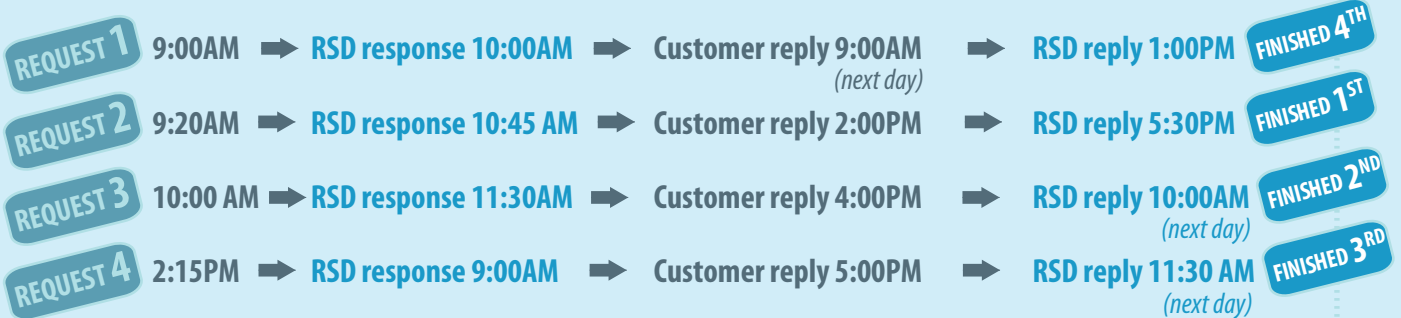 REQUEST 1 9:00AM RSD response 10:00AM Customer reply 9:00AM RSD reply 1:00PM FINISHED 4TH
(next day)
REQUEST 2 9:20AM RSD response 10:45 AM Customer reply 2:00PM RSD reply 5:30PM FINISHED 1ST
REQUEST 3 10:00 AM RSD response 11:30AM Customer reply 4:00PM RSD reply 10:00AM FINISHED 2ND
(next day)
REQUEST 4 2:15PM RSD response 9:00AM Customer reply 5:00PM RSD reply 11:30 AM FINISHED 3RD
(next day)